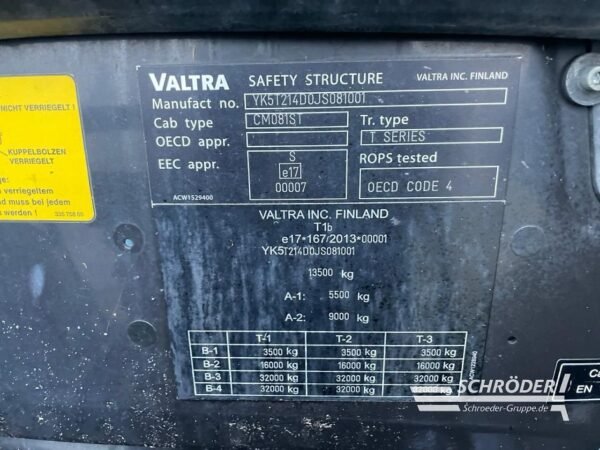 NICHT VERRIEGELT !
KUPPELBOLZEN
VERRIEGELT
s verriegeltem
muss bei jedem
en werden !
VALTRA SAFETY STRUCTURE VALTRA INC. FINLAND
Manufact no. YK5T214D0JS081001
Cab type CM081ST Tr. type
OECD appr. T SERIES
EEC appr. S ROPS tested
e17
00007 OECD CODE 4
ACW1529400
VALTRA INC. FINLAND
T1b
e17*167/2013*00001
YK5T214D0JS081001
13500 kg
A-1: 5500 kg
A-2: 9000 kg
T-1 T-2 T-3
B-1 3500 kg 3500 kg 3500 kg
B-2 16000 kg 16000 kg 16000 kg
B-3 32000 kg 32000 kg 32000 kg
B-4 32000 kg 32000 kg 32000 kg
EN
SCHRÖDER
Schroeder-Gruppe.de